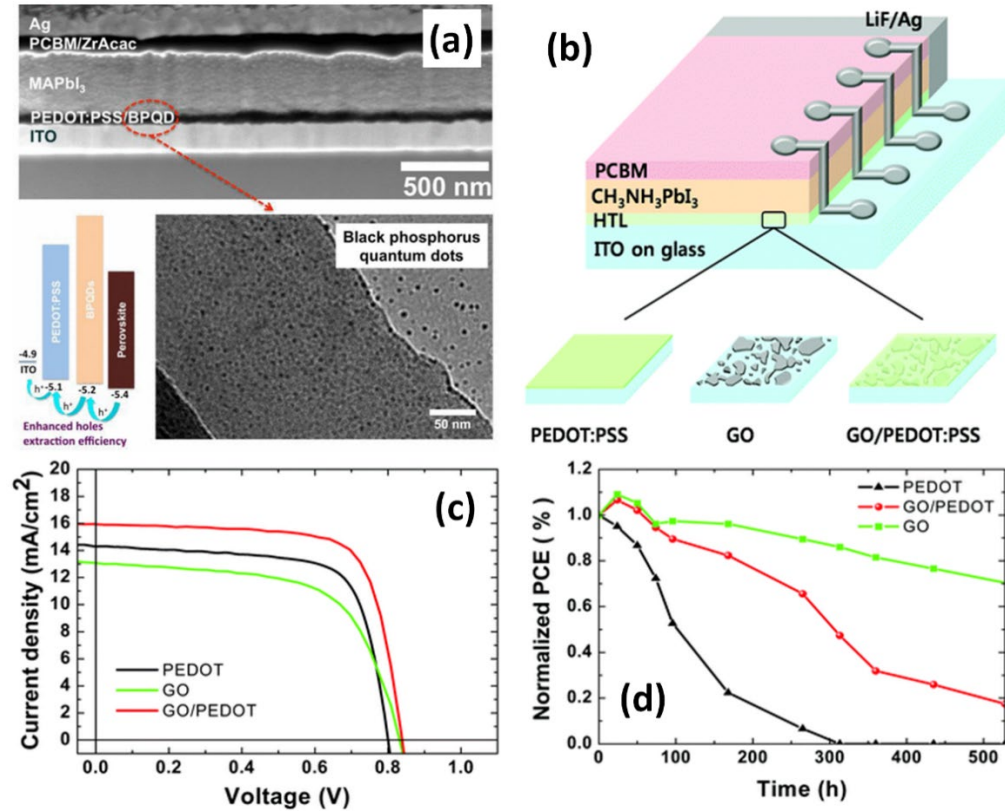 (a)
Ag
PCBM/ZrAcac
MAPbI3
PEDOT:PSS/BPQD
ITO
500 nm
Black phosphorus
quantum dots
50 nm
PEDOT:PSS
BPQDs
Perovskite
-4.9
ITO
h+
-5.1
h+
-5.2
h+
-5.4
Enhanced holes
extraction efficiency
(b)
LiF/Ag
PCBM
CH3NH3PbI3
HTL
ITO on glass
PEDOT:PSS
GO
GO/PEDOT:PSS
(c)
Current density (mA/cm2)
20
18
16
14
12
10
8
6
4
2
0
PEDOT
GO
GO/PEDOT
0.0
0.2
0.4
0.6
0.8
1.0
Voltage (V)
(d)
Normalized PCE ( % )
1.2
1.0
0.8
0.6
0.4
0.2
0.0
PEDOT
GO/PEDOT
GO
0
100
200
300
400
500
Time (h)